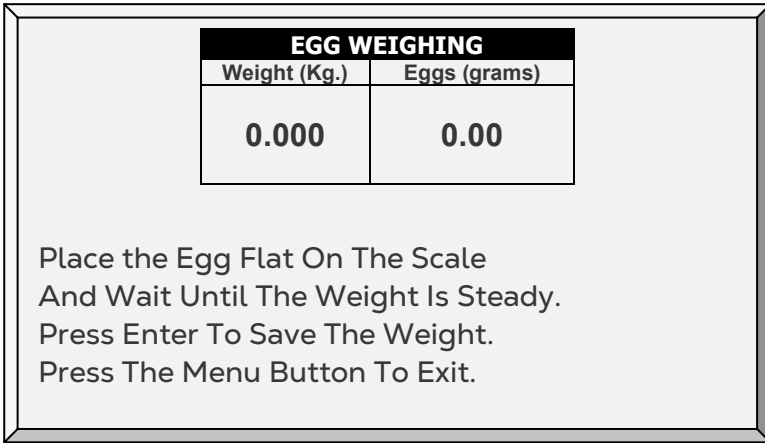 EGG WEIGHING
Weight (Kg.) Eggs (grams)
0.000 0.00
Place the Egg Flat On The Scale
And Wait Until The Weight Is Steady.
Press Enter To Save The Weight.
Press The Menu Button To Exit.